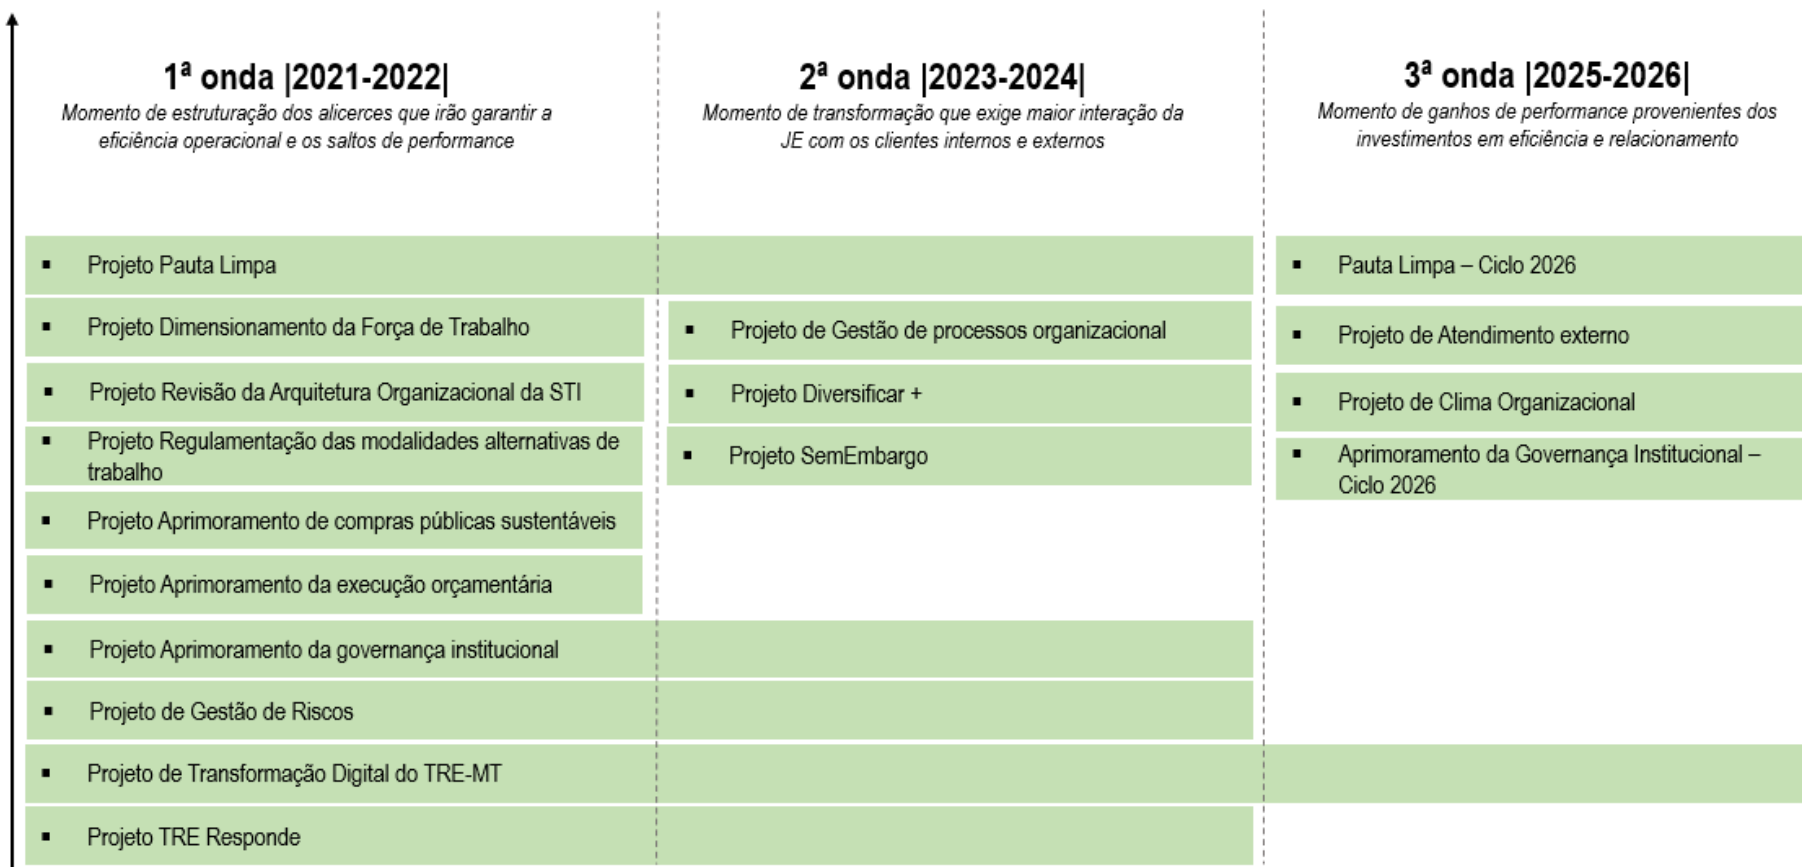 1ª onda |2021-2022|
Momento de estruturação dos alicerces que irão garantir a
eficiência operacional e os saltos de performance
2ª onda |2023-2024|
Momento de transformação que exige maior interação da
JE com os clientes internos e externos
3ª onda |2025-2026|
Momento de ganhos de performance provenientes dos
investimentos em eficiência e relacionamento
▪ Projeto Pauta Limpa
▪ Projeto Dimensionamento da Força de Trabalho
▪ Projeto Revisão da Arquitetura Organizacional da STI
▪ Projeto Regulamentação das modalidades alternativas de
trabalho
▪ Projeto Aprimoramento de compras públicas sustentáveis
▪ Projeto Aprimoramento da execução orçamentária
▪ Projeto Aprimoramento da governança institucional
▪ Projeto de Gestão de Riscos
▪ Projeto de Transformação Digital do TRE-MT
▪ Projeto TRE Responde
▪ Projeto de Gestão de processos organizacional
▪ Projeto Diversificar +
▪ Projeto SemEmbargo
▪ Pauta Limpa – Ciclo 2026
▪ Projeto de Atendimento externo
▪ Projeto de Clima Organizacional
▪ Aprimoramento da Governança Institucional –
Ciclo 2026